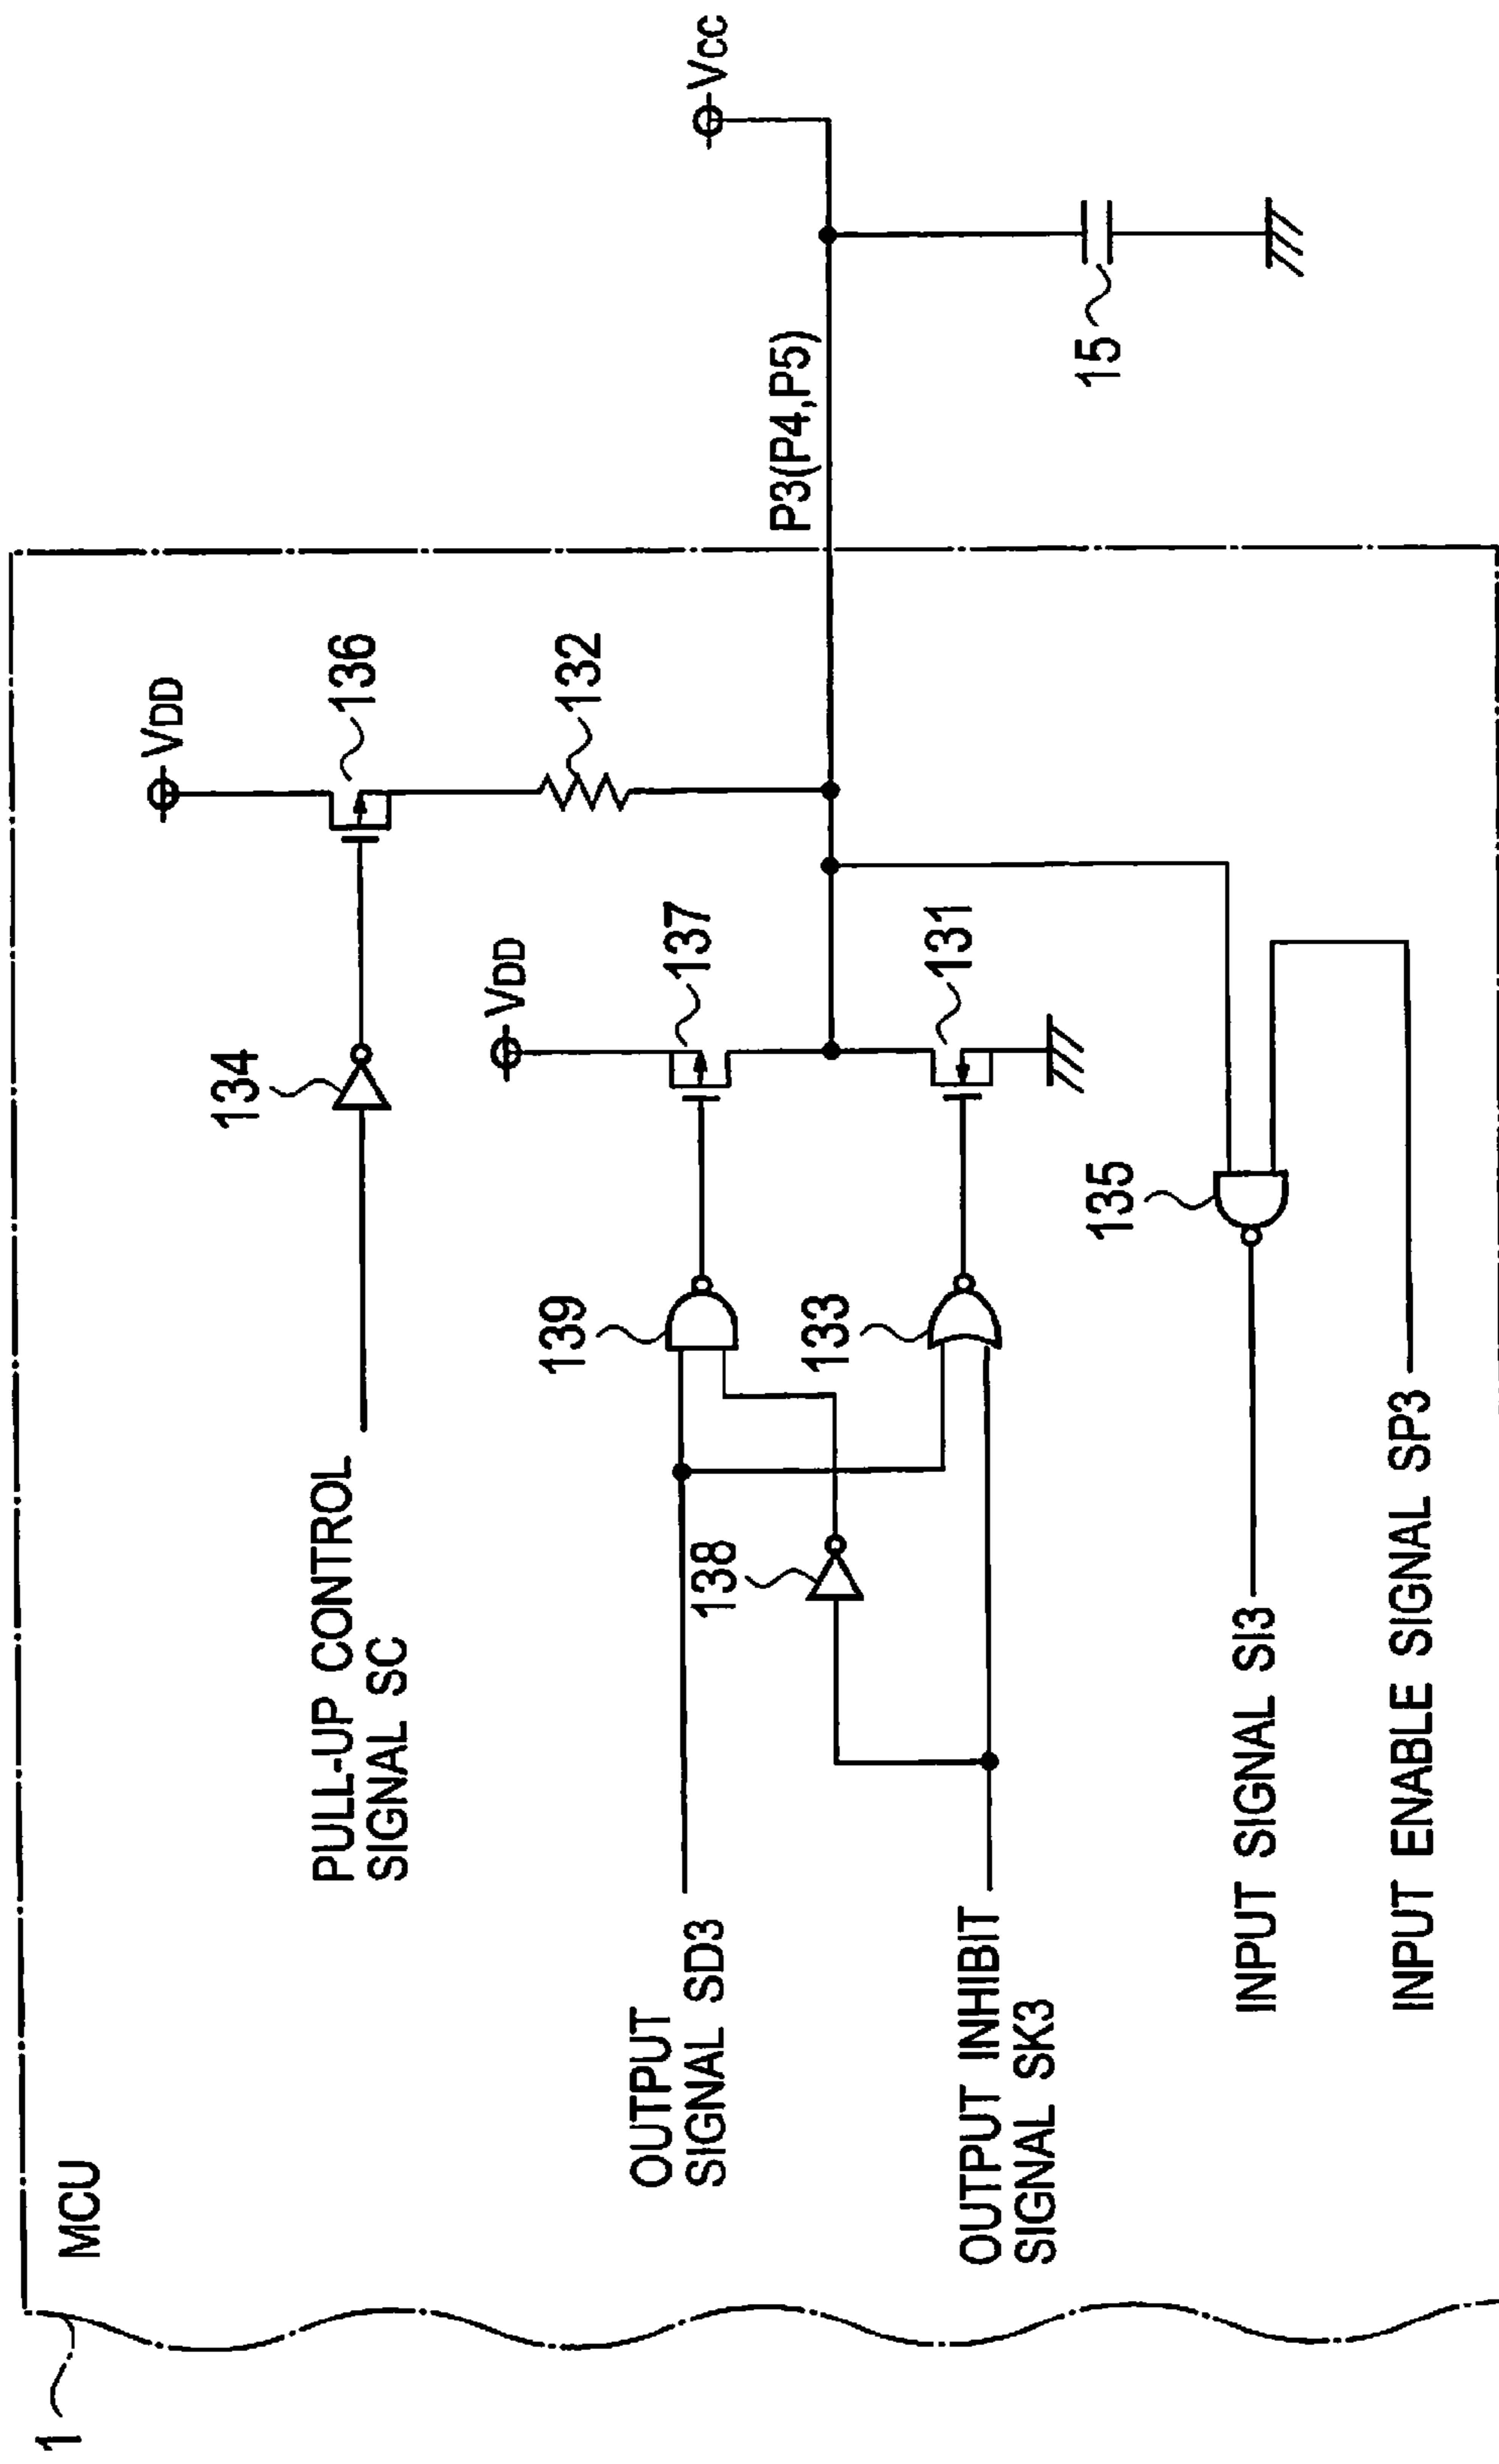 1
MCU
VDD
136
134
132
PULL-UP CONTROL
SIGNAL SC
VDD
137
139
OUTPUT
SIGNAL SD3
138
P3(P4,P5)
Vcc
131
133
OUTPUT INHIBIT
SIGNAL SK3
15
135
INPUT SIGNAL SI3
INPUT ENABLE SIGNAL SP3